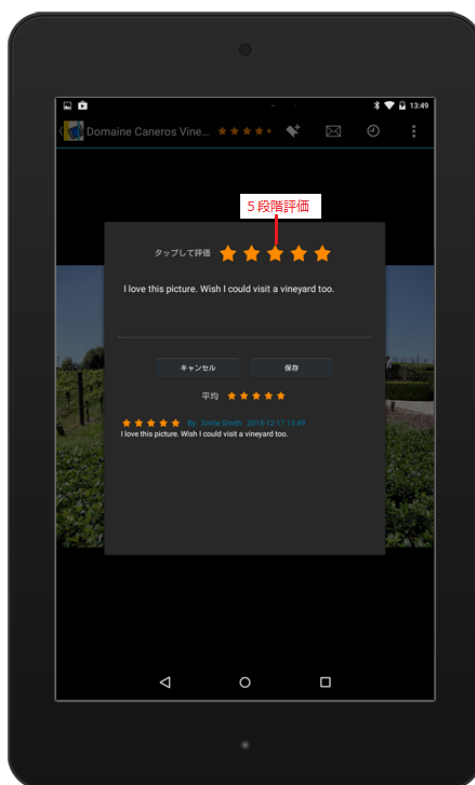 13:49
Domaine Caneros Vine...
５段階評価
タップして評価
I love this picture. Wish I could visit a vineyard too.
キャンセル 保存
平均
By Smile Smith 2015-12-17 13:49
I love this picture. Wish I could visit a vineyard too.